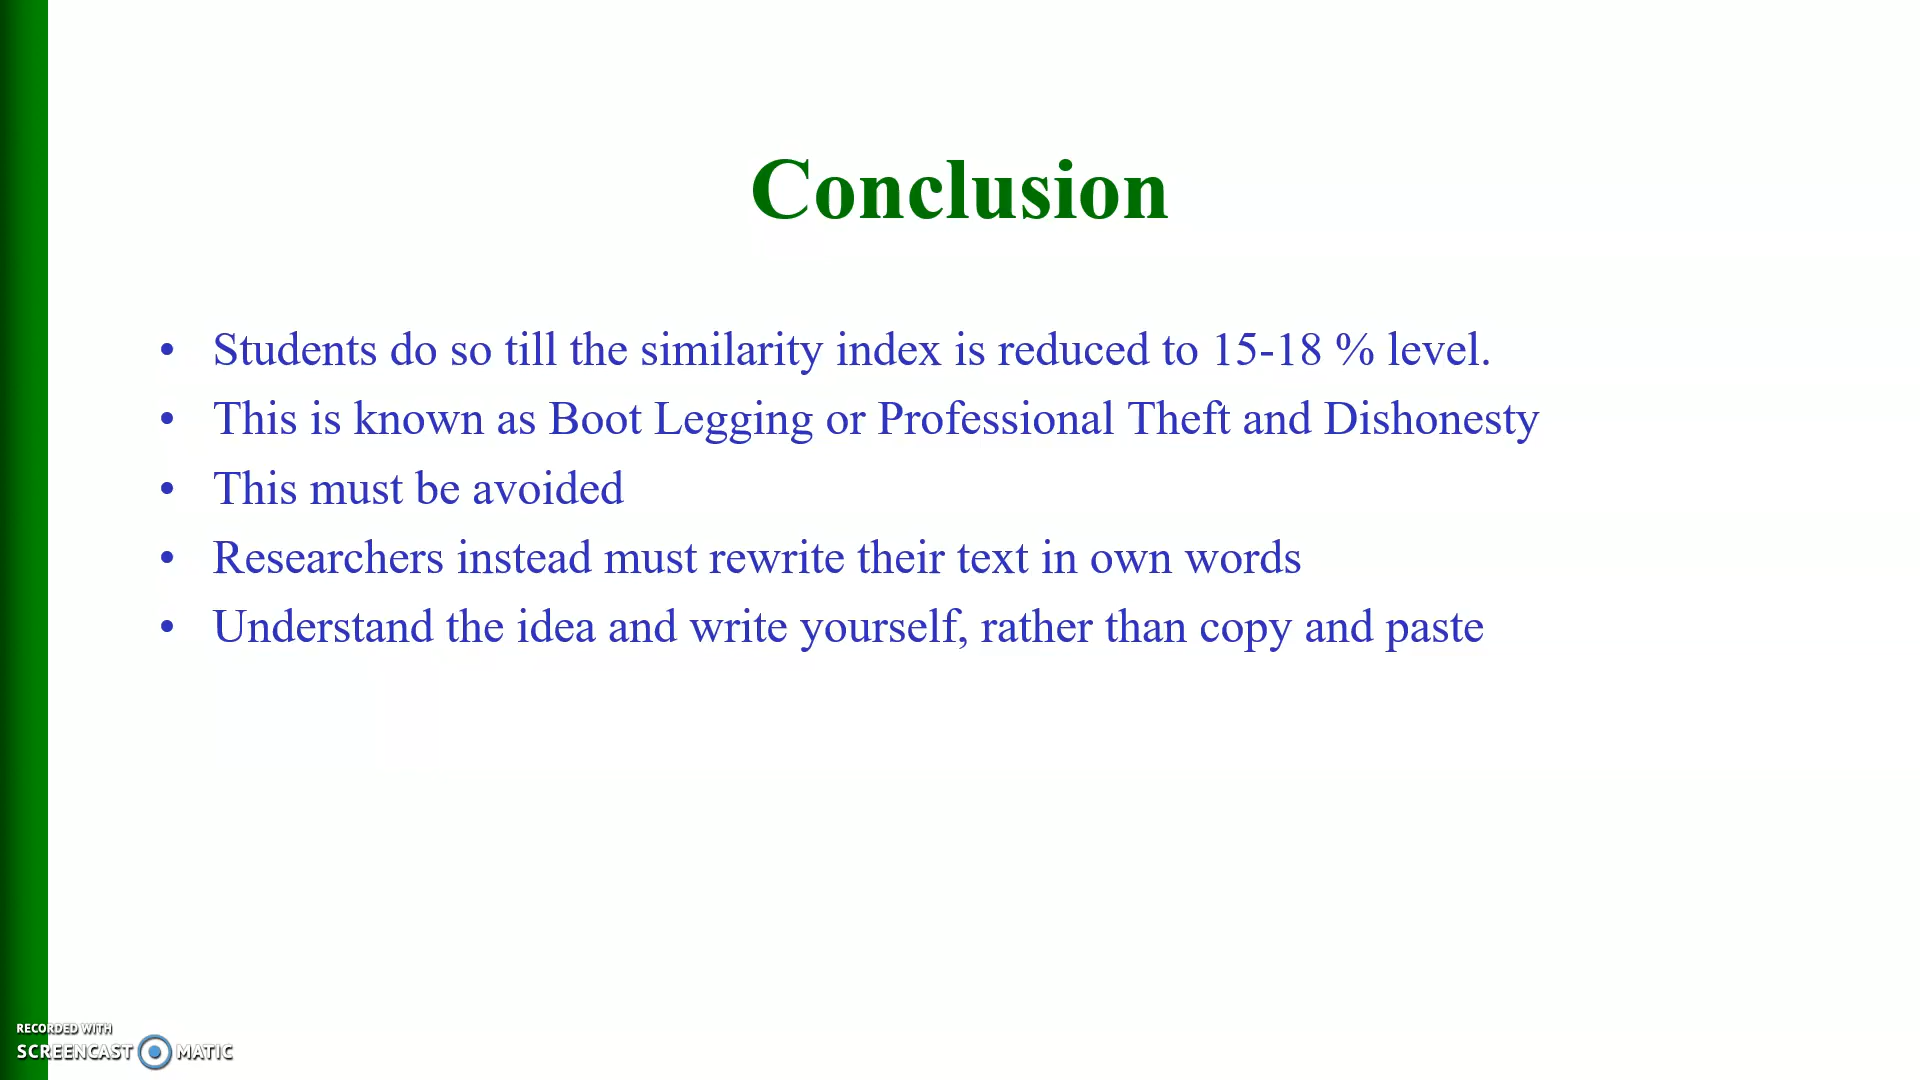 Conclusion
• Students do so till the similarity index is reduced to 15-18 % level.
• This is known as Boot Legging or Professional Theft and Dishonesty
• This must be avoided
• Researchers instead must rewrite their text in own words
• Understand the idea and write yourself, rather than copy and paste
RECORDED WITH
SCREENCAST MATIC